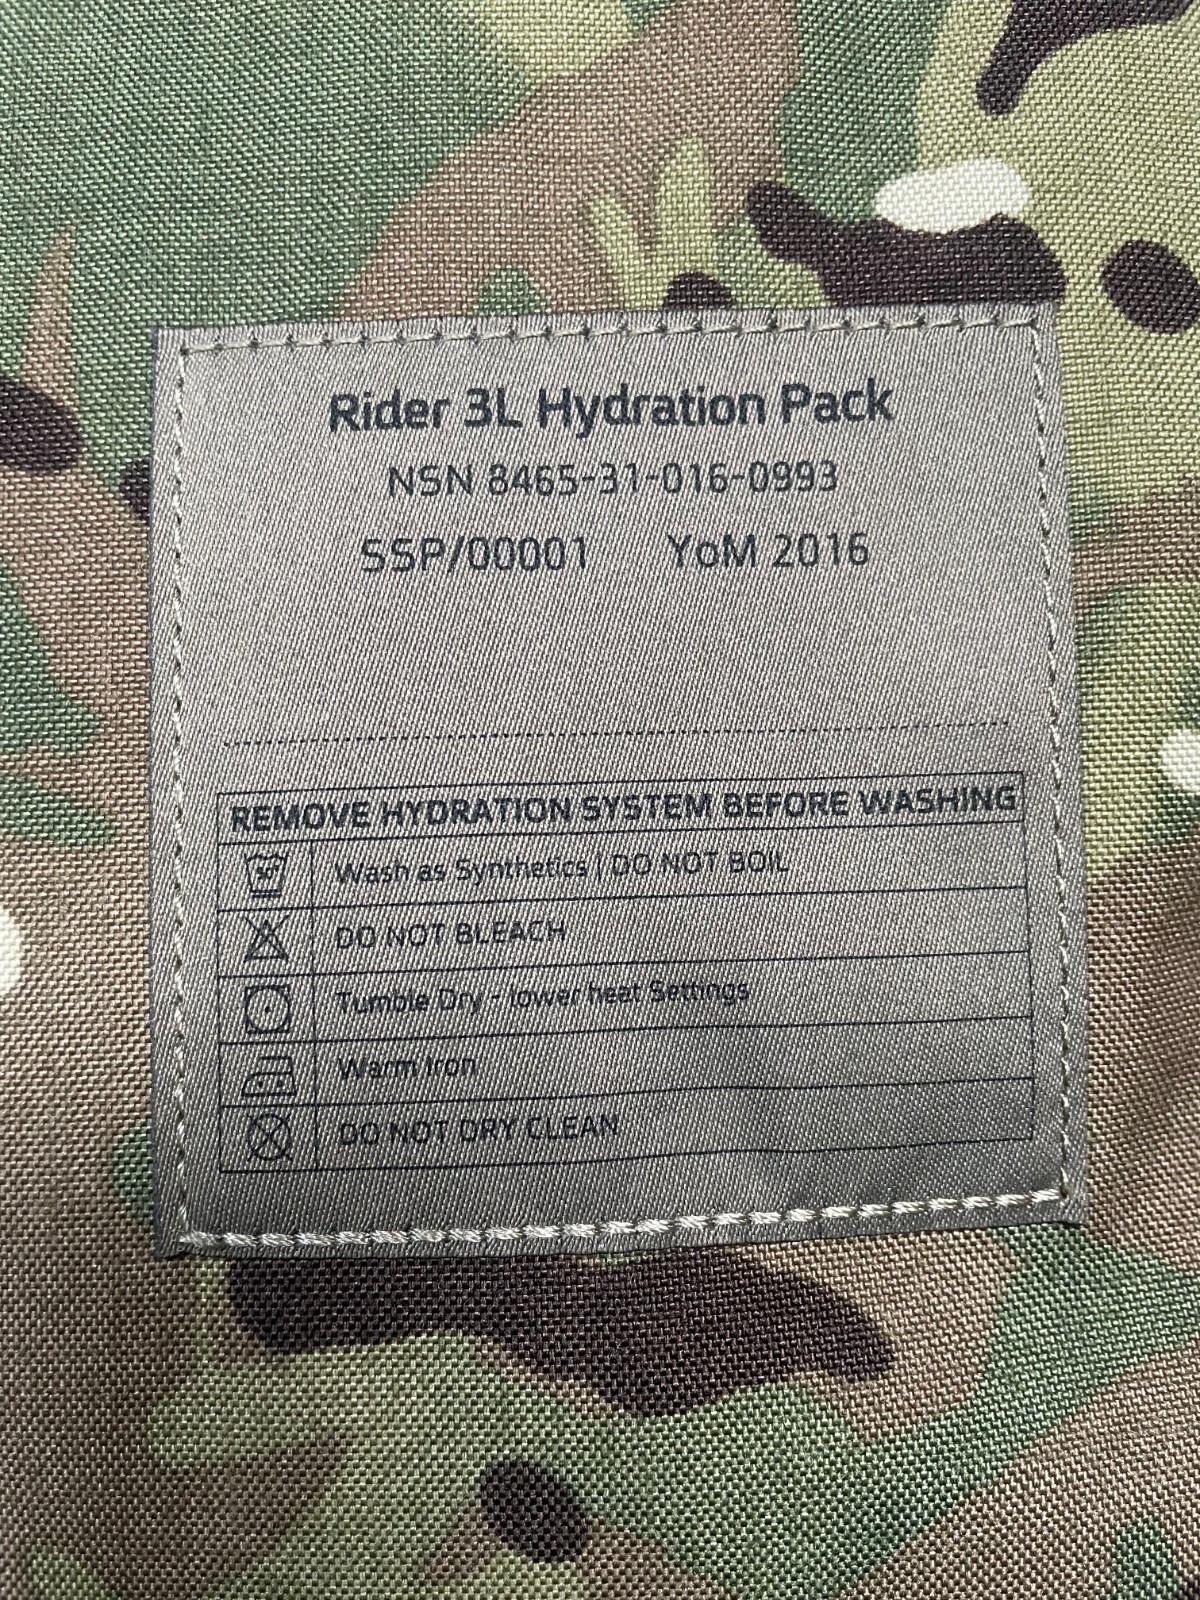 Rider 3L Hydration Pack
NSN 8465-31-016-0993
SSP/00001 YoM 2016
REMOVE HYDRATION SYSTEM BEFORE WASHING
Wash as Synthetics | DO NOT BOIL
DO NOT BLEACH
Tumble Dry - lower heat Settings
Warm Iron
DO NOT DRY CLEAN